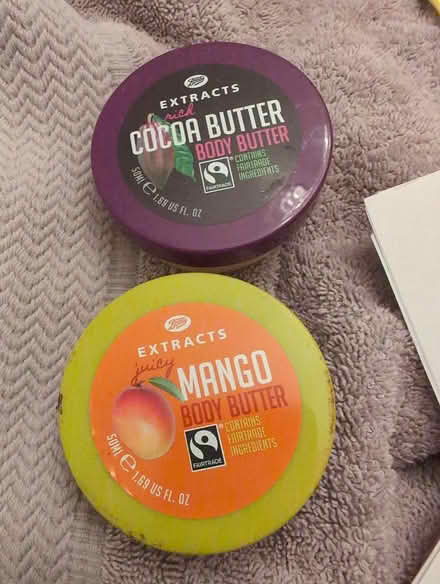 Boots
EXTRACTS
rich
COCOA BUTTER
BODY BUTTER
FAIRTRADE
CONTAINS
FAIRTRADE
INGREDIENTS
50Ml ℮ 1.69 US FL. OZ
Boots
EXTRACTS
juicy
MANGO
BODY BUTTER
FAIRTRADE
CONTAINS
FAIRTRADE
INGREDIENTS
50Ml ℮ 1.69 US FL. OZ